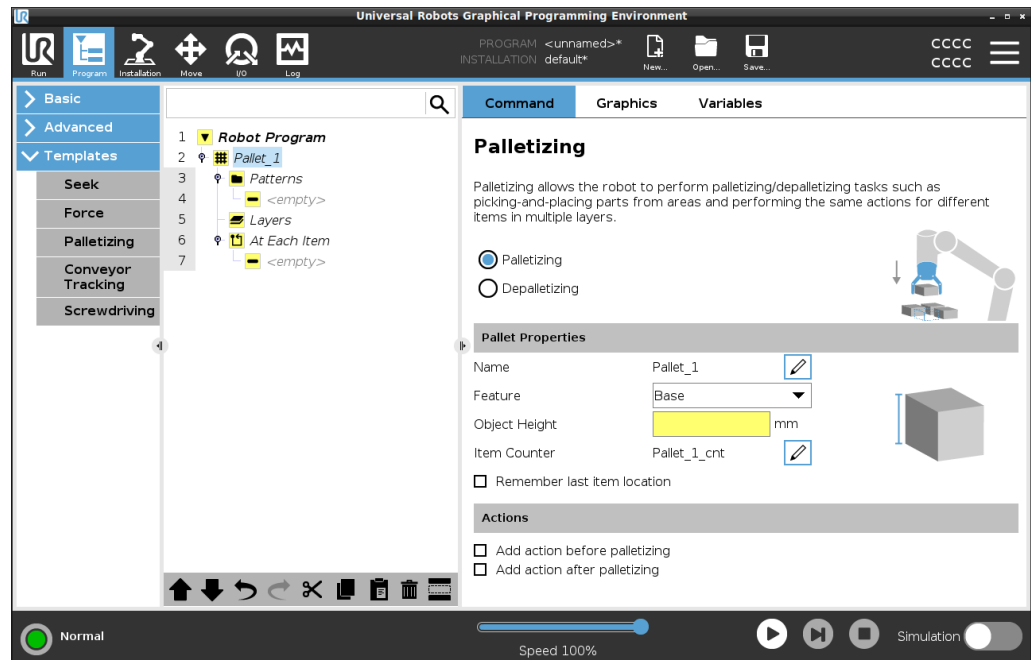 UR
Universal Robots Graphical Programming Environment
UR
Run
Program
Installation
Move
I/O
Log
PROGRAM <unnamed>*
INSTALLATION default*
New...
Open...
Save...
CCCC
CCCC
Basic
Advanced
Templates
Seek
Force
Palletizing
Conveyor
Tracking
Screwdriving
1 Robot Program
2 Pallet_1
3 Patterns
4 <empty>
5 Layers
6 At Each Item
7 <empty>
Command Graphics Variables
Palletizing
Palletizing allows the robot to perform palletizing/depalletizing tasks such as
picking-and-placing parts from areas and performing the same actions for different
items in multiple layers.
Palletizing
Depalletizing
Pallet Properties
Name Pallet_1
Feature Base
Object Height mm
Item Counter Pallet_1_cnt
Remember last item location
Actions
Add action before palletizing
Add action after palletizing
Normal
Speed 100%
Simulation